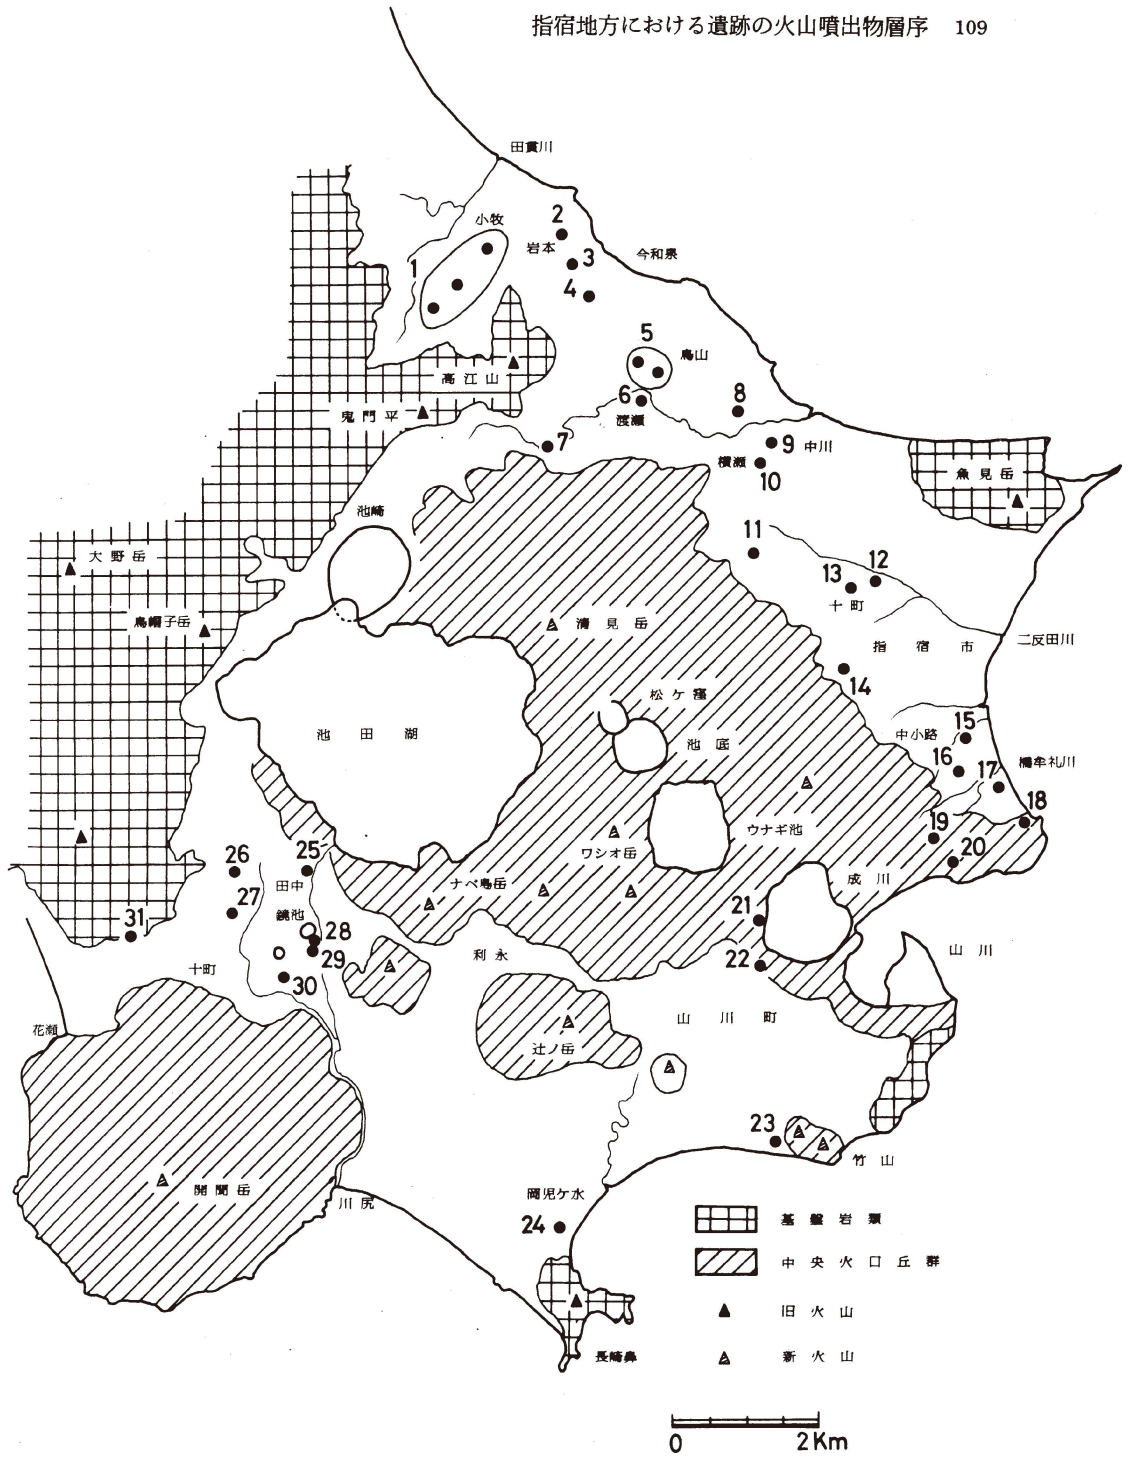 指宿地方における遺跡の火山噴出物層序 109
田貫川
小牧
2
岩本
3
今和泉
1
4
5
鳥山
高江山
6
8
鬼門平
渡瀬
7
9 中川
横瀬
10
魚見岳
池崎
11
大野岳
12
13
十町
烏帽子岳
清見岳
指宿市
二反田川
14
松ケ窪
池田湖
池底
中小路
15
16
17
橋牟礼川
18
ウナギ池
19
ワシオ岳
20
26
25
田中
ナベ島岳
成川
27
鏡池
21
31
28
29
利永
22
山川
十町
30
花瀬
山川町
辻ノ岳
23
竹山
開聞岳
川尻
岡児ケ水
24
基盤岩類
中央火口丘群
旧火山
新火山
長崎鼻
0 2Km